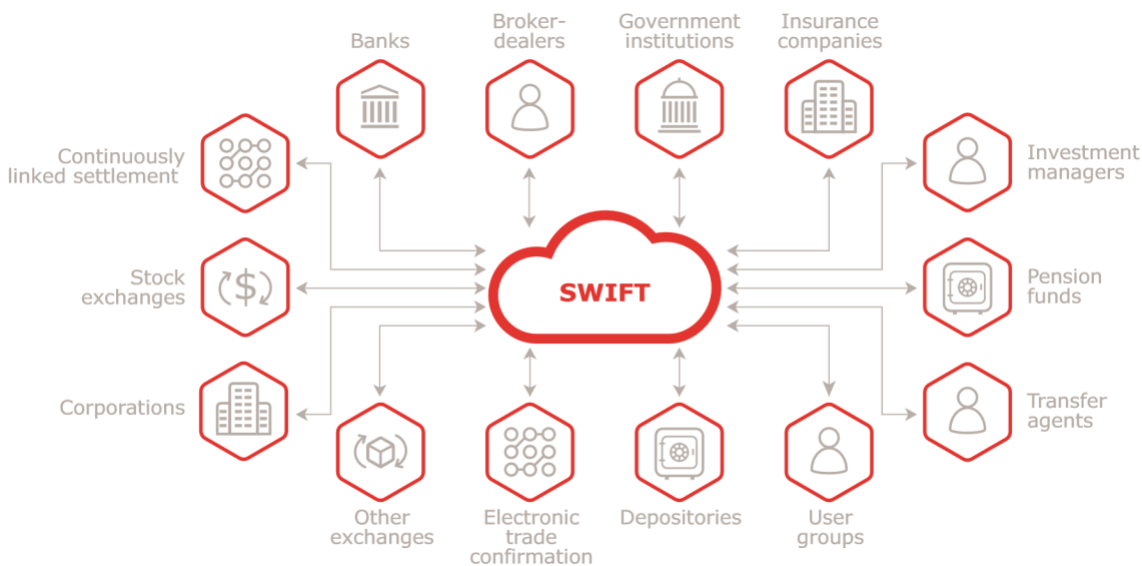 Banks
Broker-
dealers
Government
institutions
Insurance
companies
Continuously
linked settlement
Investment
managers
Stock
exchanges
$
SWIFT
Pension
funds
Corporations
Transfer
agents
Other
exchanges
Electronic
trade
confirmation
Depositories
User
groups